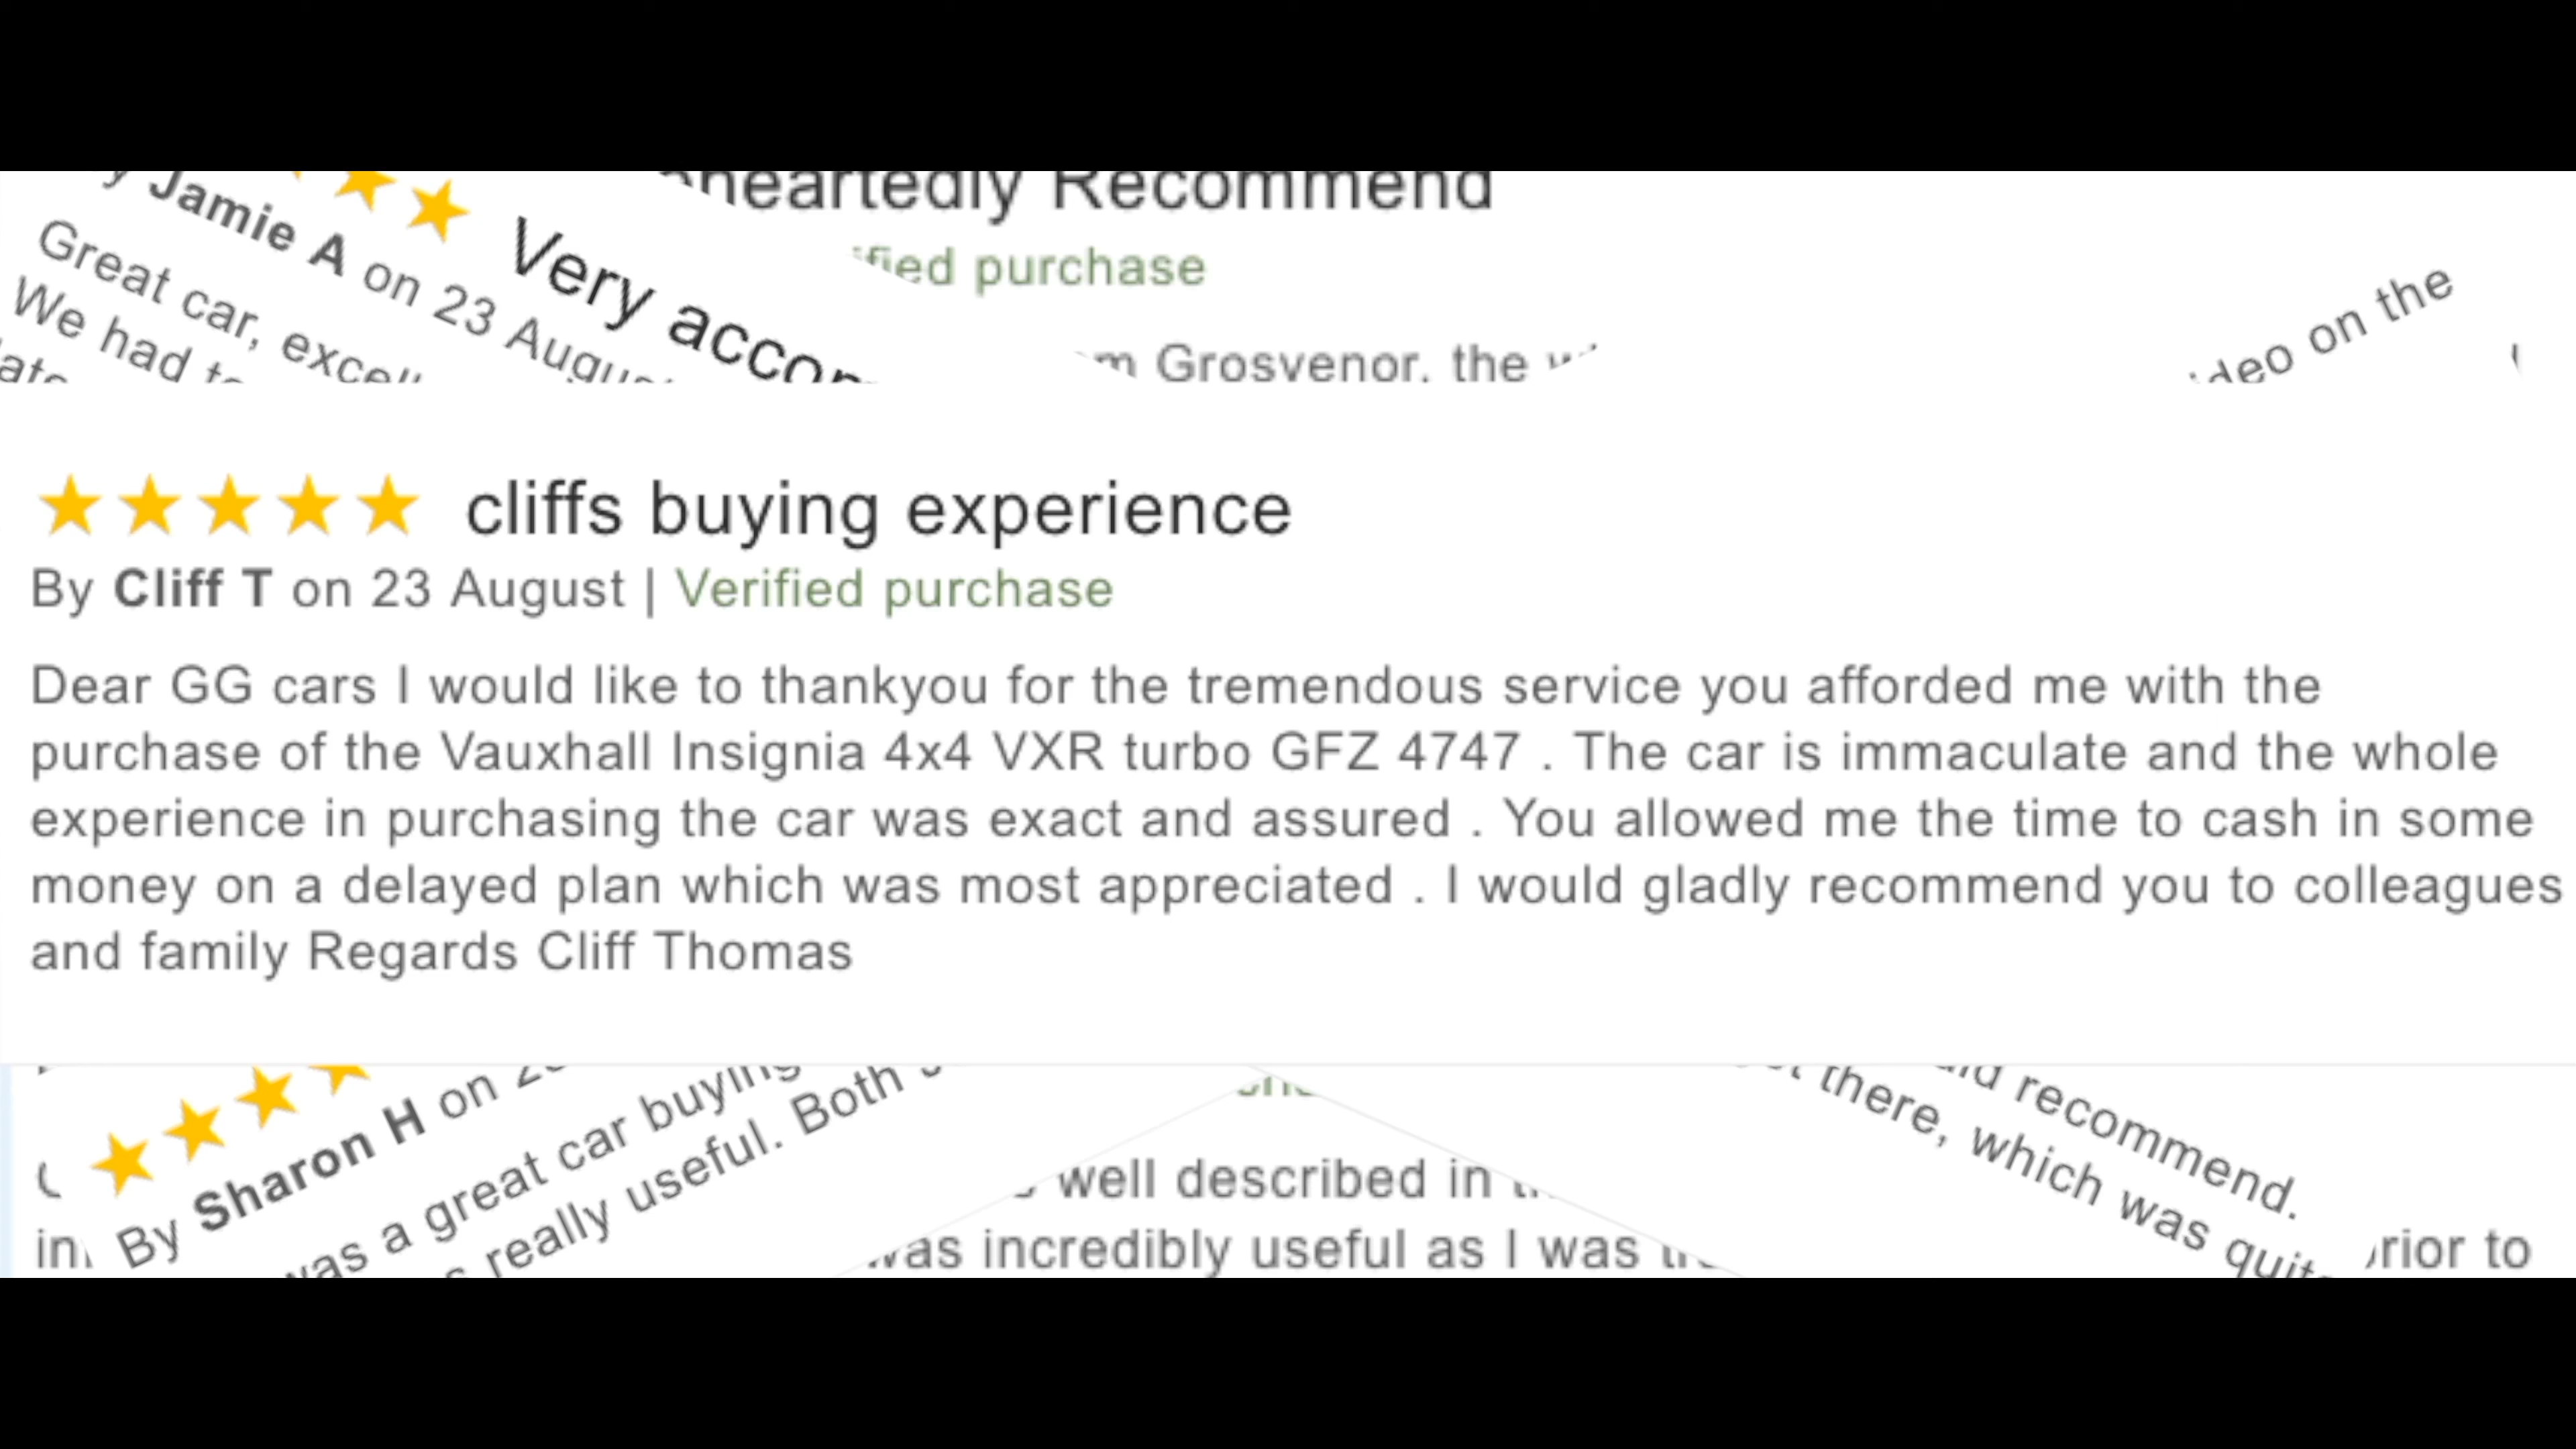 heartedly Recommend
Jamie A on 23
Very
purchase
Great car,
We had
Grosvenor, the
on the
cliffs buying experience
By Cliff T on 23 August | Verified purchase
Dear GG cars I would like to thankyou for the tremendous service you afforded me with the
purchase of the Vauxhall Insignia 4x4 VXR turbo GFZ 4747 . The car is immaculate and the whole
experience in purchasing the car was exact and assured . You allowed me the time to cash in some
money on a delayed plan which was most appreciated . I would gladly recommend you to colleagues
and family Regards Cliff Thomas
By Sharon H on
was a great car buying
really useful. Both
well described in
was incredibly useful as I was
recommend.
there, which was
to